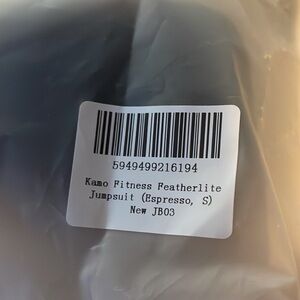 5949499216194
Kamo Fitness Featherlite
Jumpsuit (Espresso, S)
New JB03